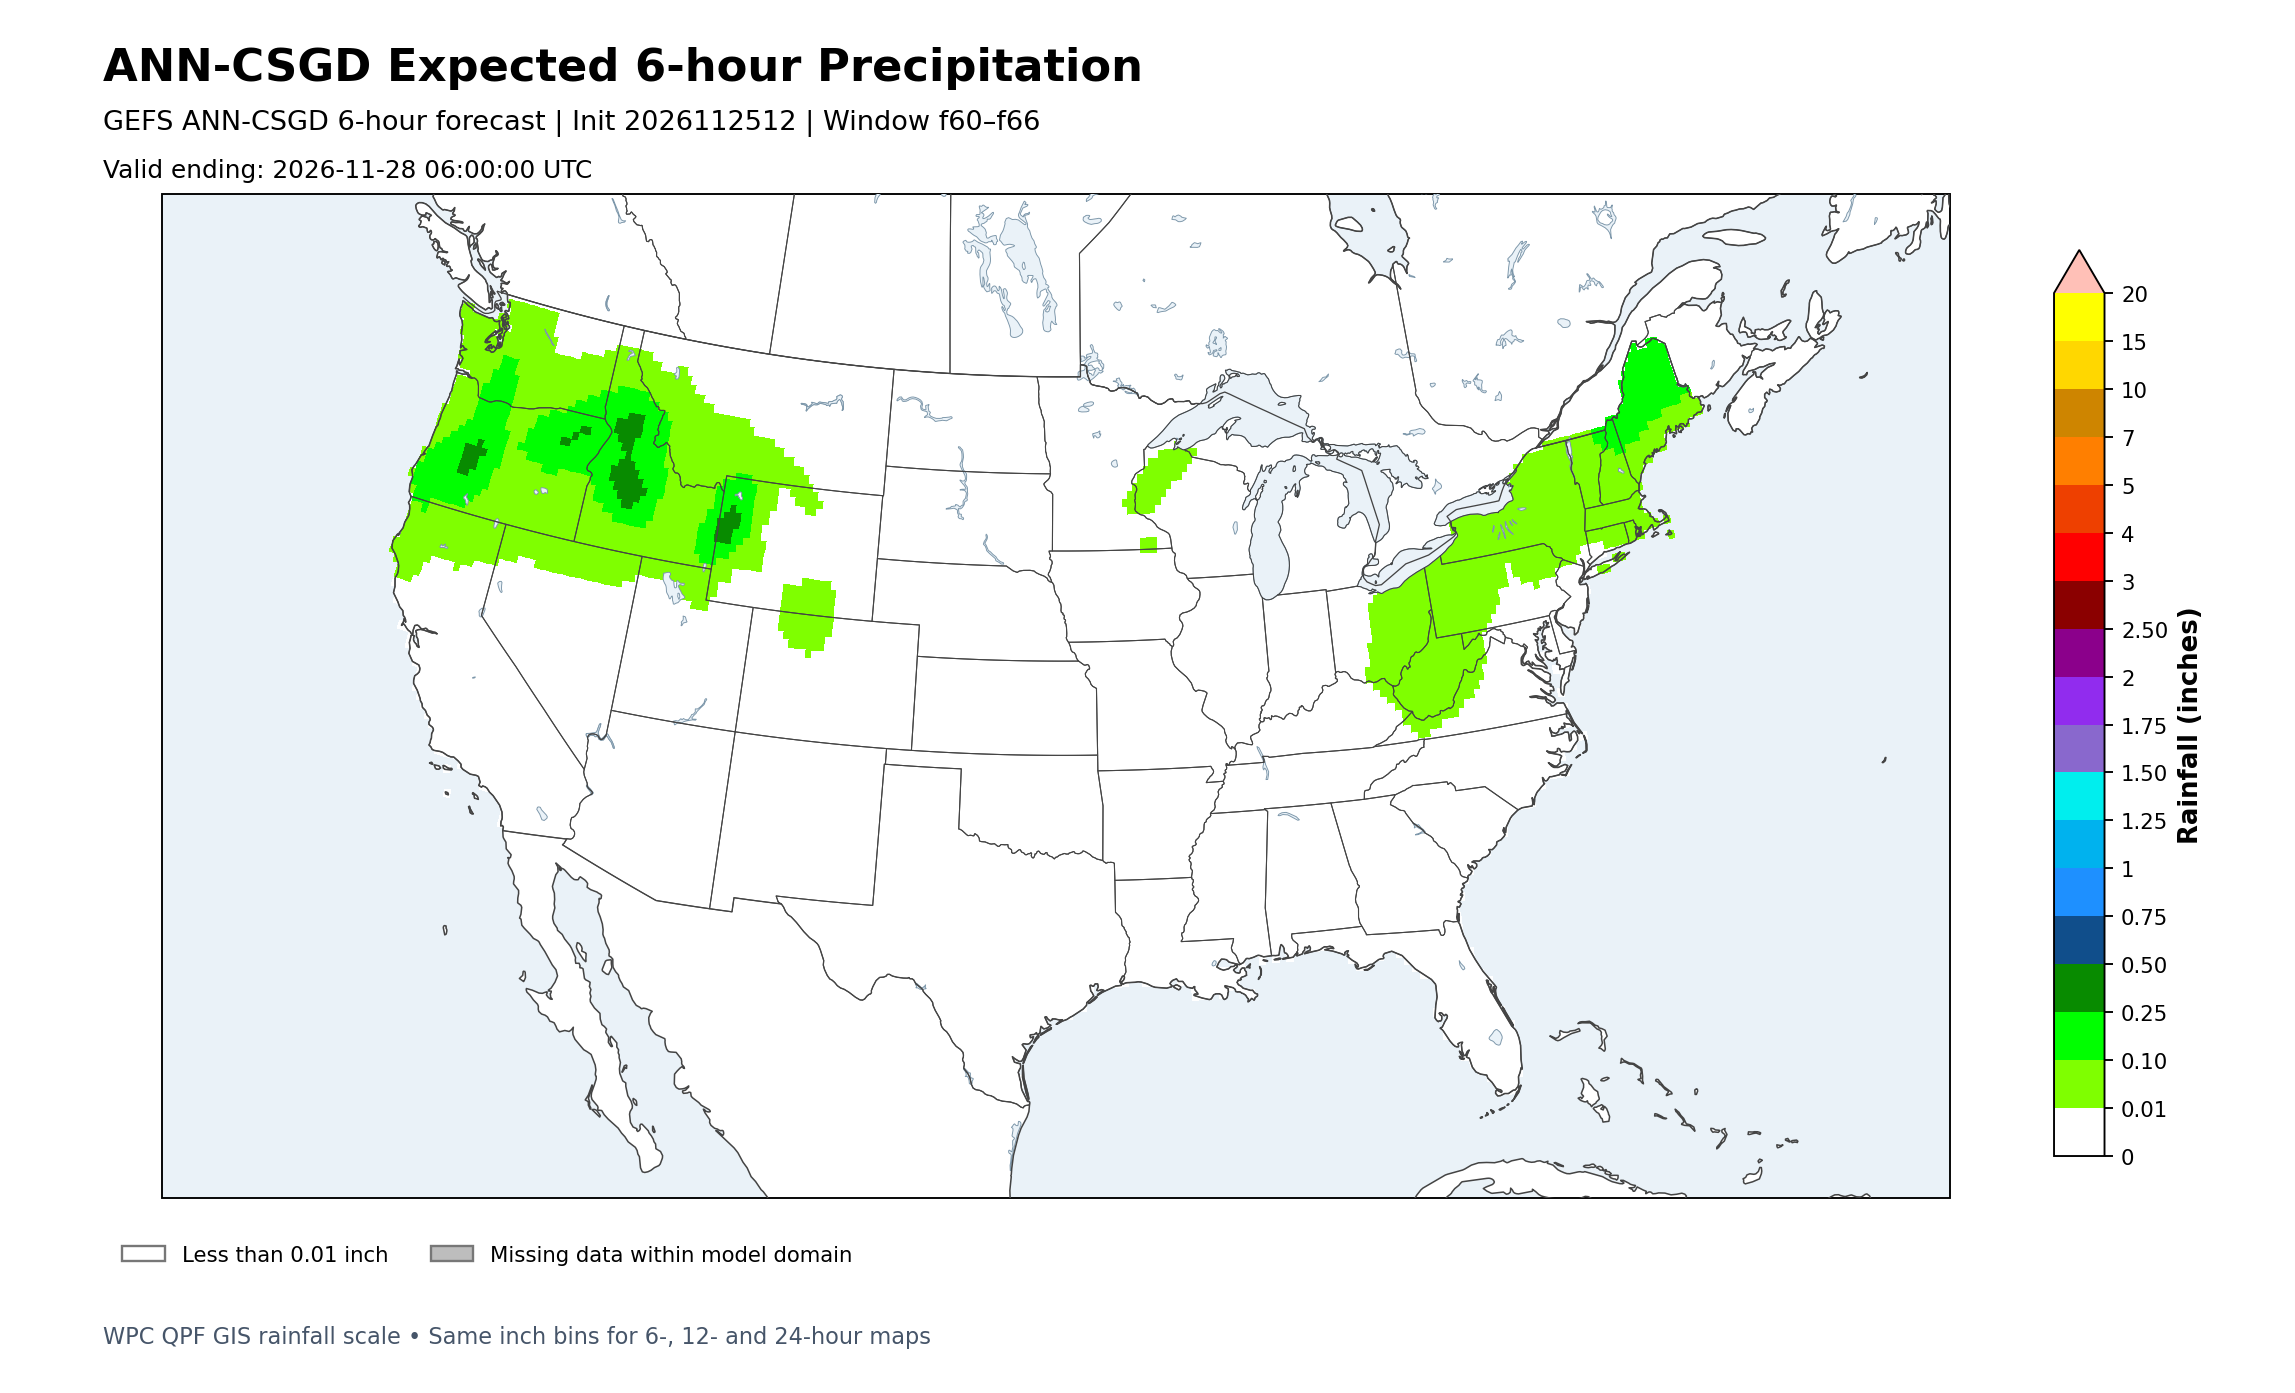 ANN-CSGD Expected 6-hour Precipitation
GEFS ANN-CSGD 6-hour forecast | Init 2026112512 | Window f60–f66
Valid ending: 2026-11-28 06:00:00 UTC
20
15
10
7
5
4
3
2.50
2
1.75
1.50
1.25
1
0.75
0.50
0.25
0.10
0.01
0
Rainfall (inches)
Less than 0.01 inch
Missing data within model domain
WPC QPF GIS rainfall scale • Same inch bins for 6-, 12- and 24-hour maps